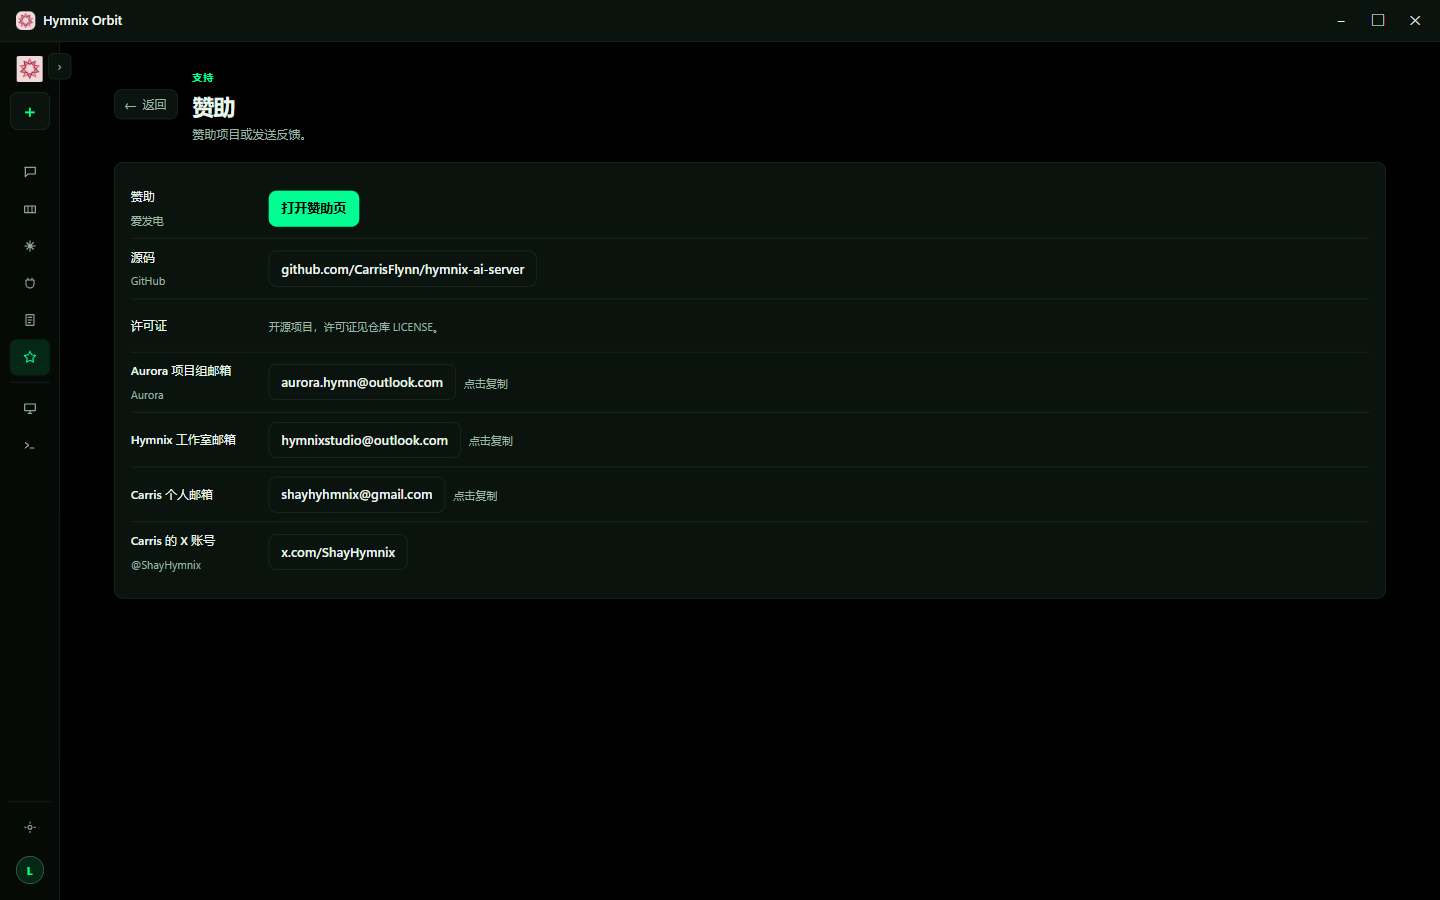 Hymnix Orbit
支持
← 返回
赞助
赞助项目或发送反馈。
赞助
爱发电
打开赞助页
源码
GitHub
github.com/CarrisFlynn/hymnix-ai-server
许可证
开源项目，许可证见仓库 LICENSE。
Aurora 项目组邮箱
Aurora
aurora.hymn@outlook.com
点击复制
Hymnix 工作室邮箱
hymnixstudio@outlook.com
点击复制
Carris 个人邮箱
shayhyhmnix@gmail.com
点击复制
Carris 的 X 账号
@ShayHymnix
x.com/ShayHymnix
L